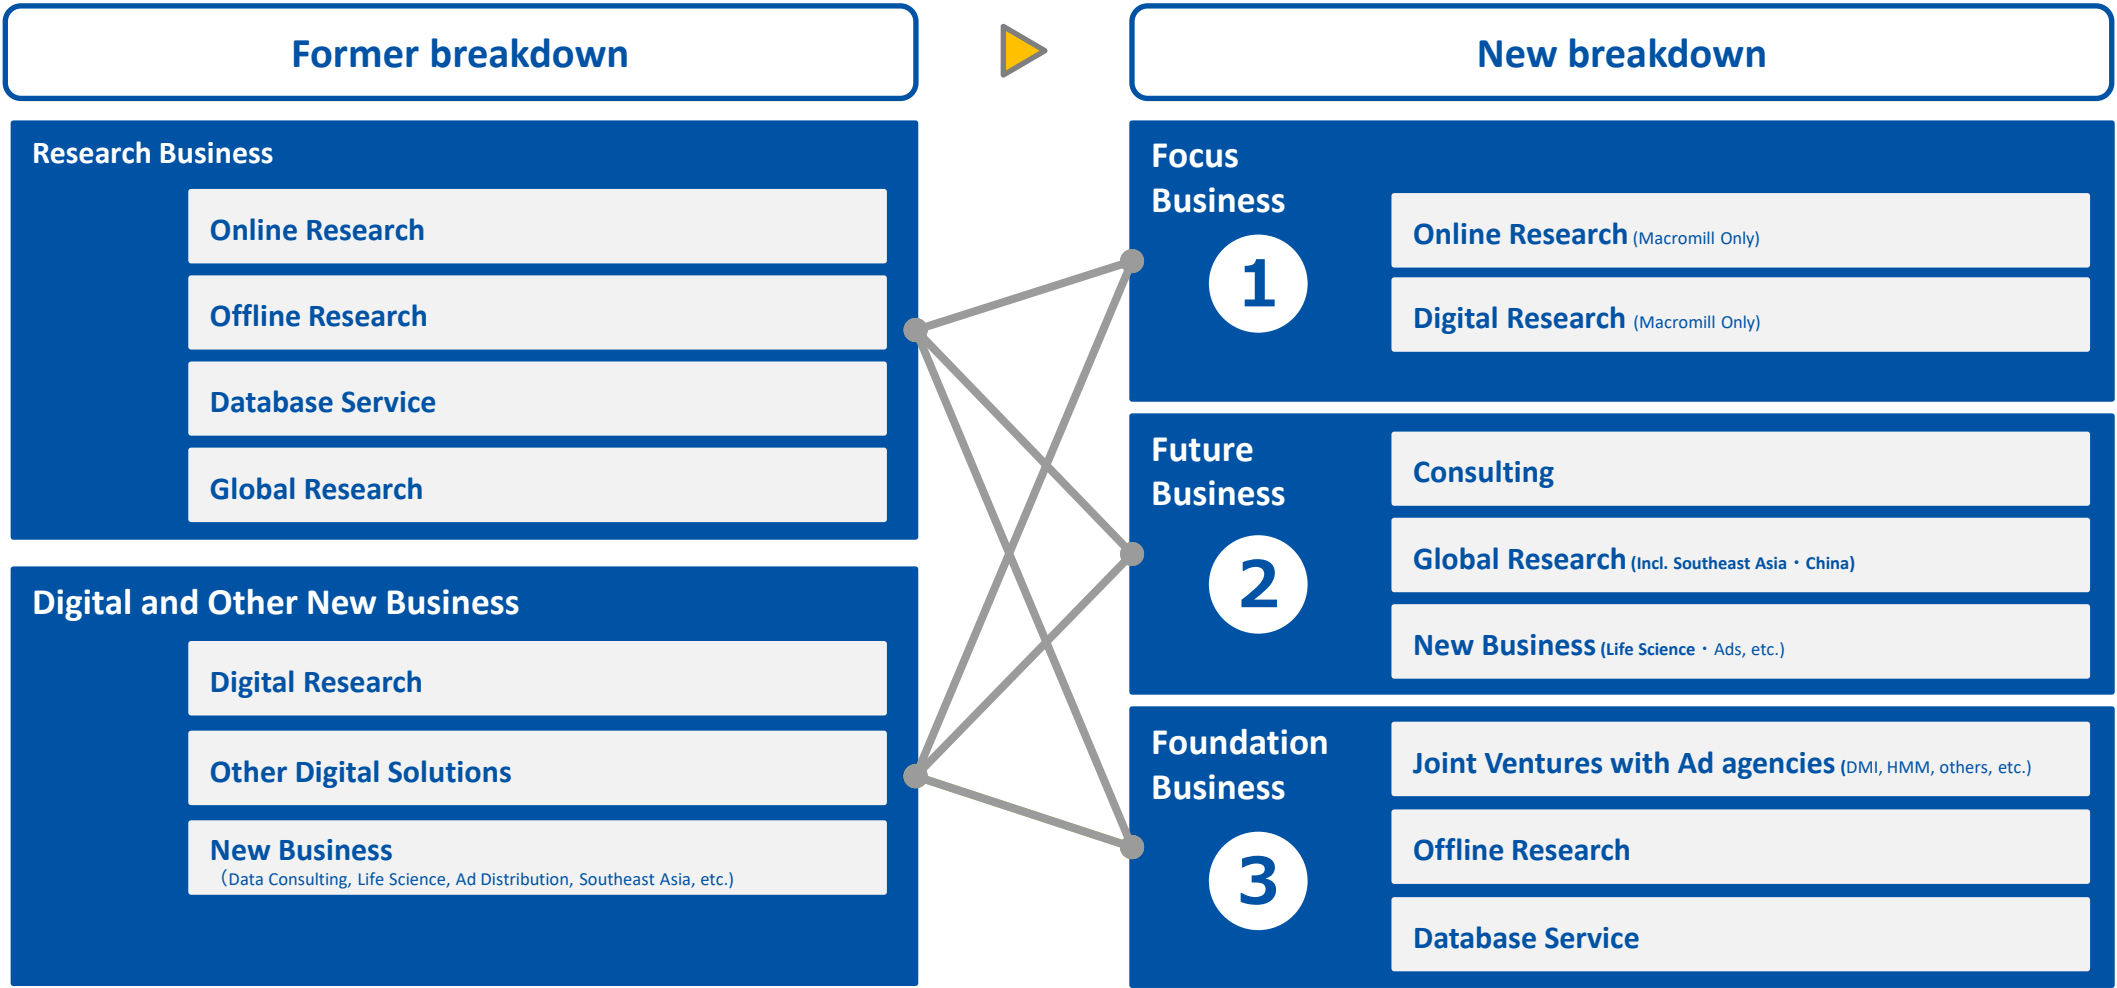 Former breakdown
New breakdown
Research Business
Online Research
Offline Research
Database Service
Global Research
Digital and Other New Business
Digital Research
Other Digital Solutions
New Business
（Data Consulting, Life Science, Ad Distribution, Southeast Asia, etc.)
Focus
Business
1
Online Research (Macromill Only)
Digital Research (Macromill Only)
Future
Business
2
Consulting
Global Research (Incl. Southeast Asia・China)
New Business (Life Science・Ads, etc.)
Foundation
Business
3
Joint Ventures with Ad agencies (DMI, HMM, others, etc.)
Offline Research
Database Service